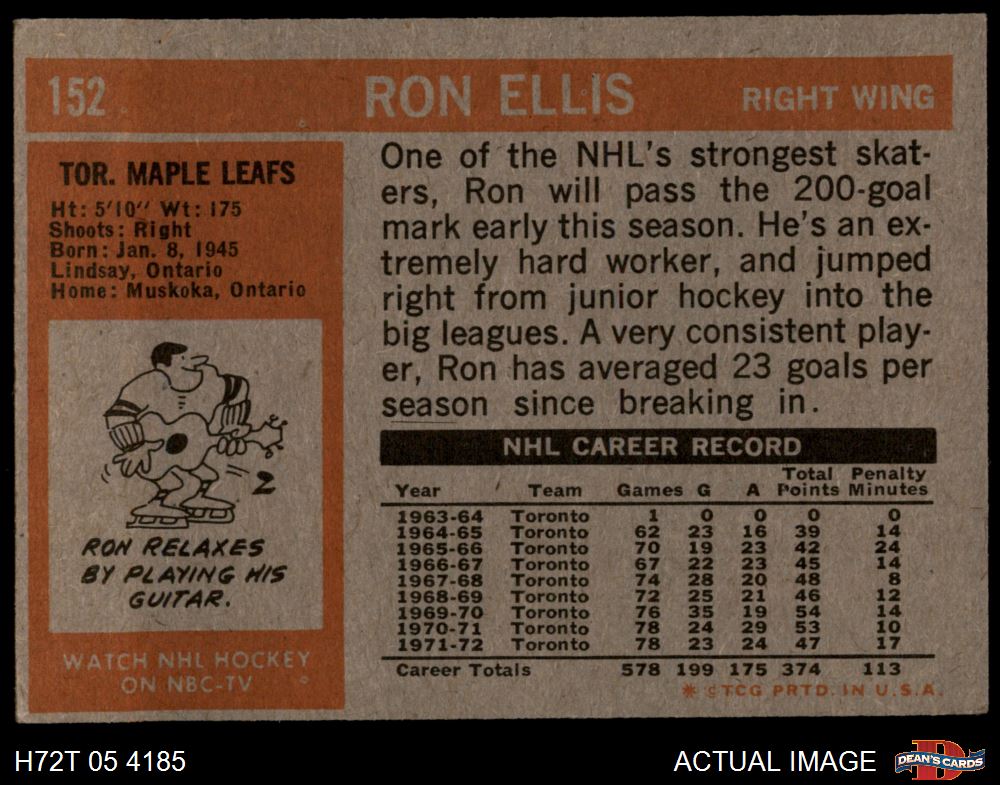 152 RON ELLIS RIGHT WING
TOR. MAPLE LEAFS
Ht: 5'10" Wt: 175
Shoots: Right
Born: Jan. 8, 1945
Lindsay, Ontario
Home: Muskoka, Ontario
2
RON RELAXES
BY PLAYING HIS
GUITAR.
WATCH NHL HOCKEY
ON NBC-TV
One of the NHL's strongest skat-
ers, Ron will pass the 200-goal
mark early this season. He's an ex-
tremely hard worker, and jumped
right from junior hockey into the
big leagues. A very consistent play-
er, Ron has averaged 23 goals per
season since breaking in.
NHL CAREER RECORD
Year Team Games G A Total Points Penalty Minutes
1963-64 Toronto 1 0 0 0 0
1964-65 Toronto 62 23 16 39 14
1965-66 Toronto 70 19 23 42 24
1966-67 Toronto 67 22 23 45 14
1967-68 Toronto 74 28 20 48 8
1968-69 Toronto 72 25 21 46 12
1969-70 Toronto 76 35 19 54 14
1970-71 Toronto 78 24 29 53 10
1971-72 Toronto 78 23 24 47 17
Career Totals 578 199 175 374 113
* ©TCG PRTD. IN U.S.A.
H72T 05 4185 ACTUAL IMAGE DEAN'S CARDS